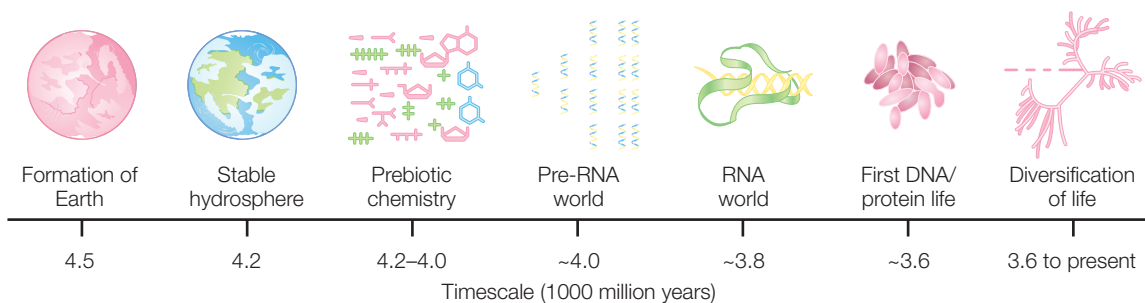 Formation of
Earth
Stable
hydrosphere
Prebiotic
chemistry
Pre-RNA
world
RNA
world
First DNA/
protein life
Diversification
of life
4.5
4.2
4.2–4.0
~4.0
~3.8
~3.6
3.6 to present
Timescale (1000 million years)